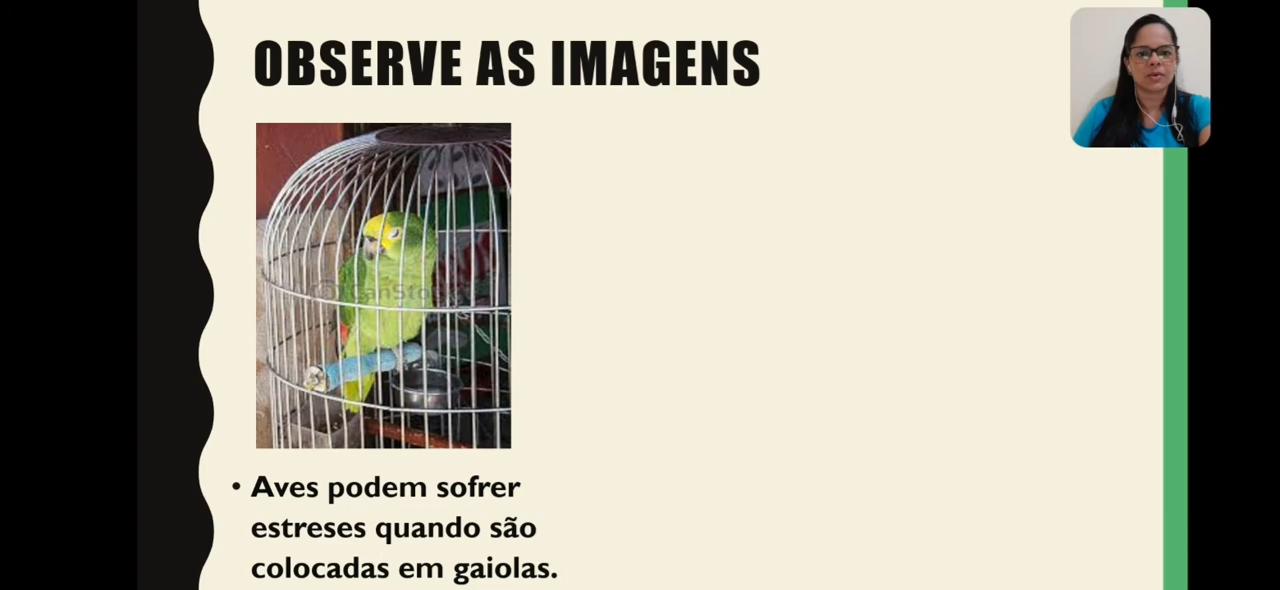 OBSERVE AS IMAGENS
• Aves podem sofrer
estreses quando são
colocadas em gaiolas.